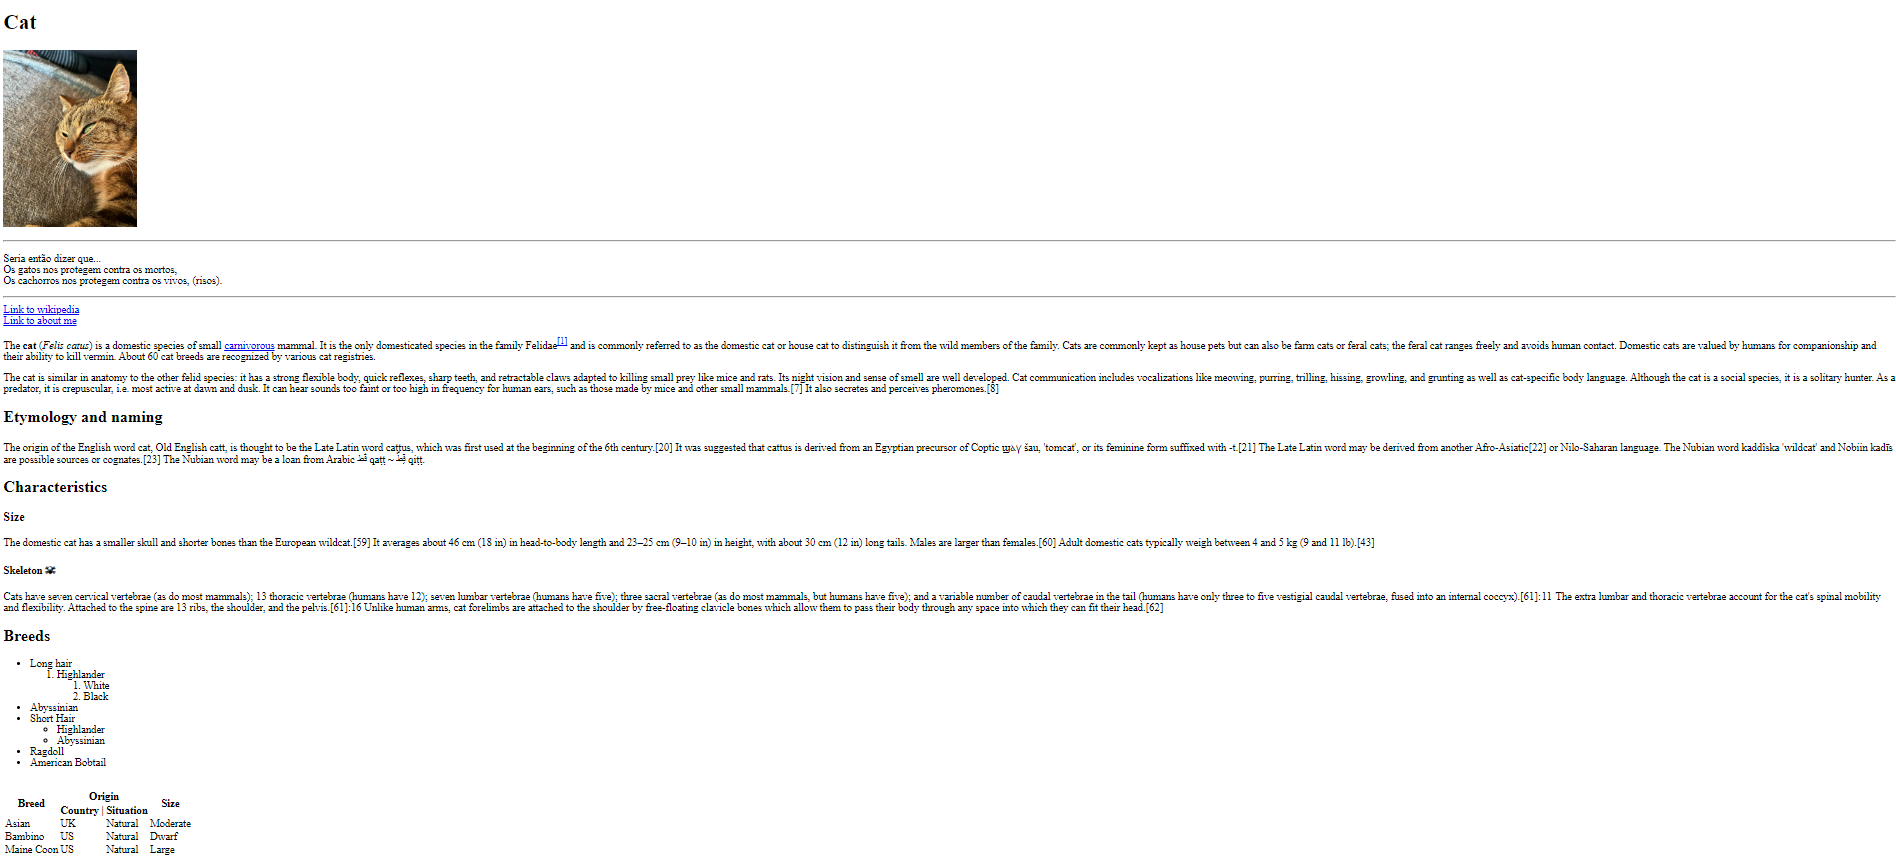 Cat
Seria então dizer que...
Os gatos nos protegem contra os mortos,
Os cachorros nos protegem contra os vivos, (risos).
Link to wikipedia
Link to about me
The cat (Felis catus) is a domestic species of small carnivorous mammal. It is the only domesticated species in the family Felidae[1] and is commonly referred to as the domestic cat or house cat to distinguish it from the wild members of the family. Cats are commonly kept as house pets but can also be farm cats or feral cats; the feral cat ranges freely and avoids human contact. Domestic cats are valued by humans for companionship and
their ability to kill vermin. About 60 cat breeds are recognized by various cat registries.
The cat is similar in anatomy to the other felid species: it has a strong flexible body, quick reflexes, sharp teeth, and retractable claws adapted to killing small prey like mice and rats. Its night vision and sense of smell are well developed. Cat communication includes vocalizations like meowing, purring, trilling, hissing, growling, and grunting as well as cat-specific body language. Although the cat is a social species, it is a solitary hunter. As a
predator, it is crepuscular, i.e. most active at dawn and dusk. It can hear sounds too faint or too high in frequency for human ears, such as those made by mice and other small mammals.[7] It also secretes and perceives pheromones.[8]
Etymology and naming
The origin of the English word cat, Old English catt, is thought to be the Late Latin word cattus, which was first used at the beginning of the 6th century.[20] It was suggested that cattus is derived from an Egyptian precursor of Coptic ϣⲁⲩ šau, 'tomcat', or its feminine form suffixed with -t.[21] The Late Latin word may be derived from another Afro-Asiatic[22] or Nilo-Saharan language. The Nubian word kaddîska 'wildcat' and Nobiin kadīs
are possible sources or cognates.[23] The Nubian word may be a loan from Arabic قَطّ qaṭṭ ~ قِطّ qiṭṭ.
Characteristics
Size
The domestic cat has a smaller skull and shorter bones than the European wildcat.[59] It averages about 46 cm (18 in) in head-to-body length and 23–25 cm (9–10 in) in height, with about 30 cm (12 in) long tails. Males are larger than females.[60] Adult domestic cats typically weigh between 4 and 5 kg (9 and 11 lb).[43]
Skeleton ☠
Cats have seven cervical vertebrae (as do most mammals); 13 thoracic vertebrae (humans have 12); seven lumbar vertebrae (humans have five); three sacral vertebrae (as do most mammals, but humans have five); and a variable number of caudal vertebrae in the tail (humans have only three to five vestigial caudal vertebrae, fused into an internal coccyx).[61]:11 The extra lumbar and thoracic vertebrae account for the cat's spinal mobility
and flexibility. Attached to the spine are 13 ribs, the shoulder, and the pelvis.[61]:16 Unlike human arms, cat forelimbs are attached to the shoulder by free-floating clavicle bones which allow them to pass their body through any space into which they can fit their head.[62]
Breeds
• Long hair
1. Highlander
1. White
2. Black
• Abyssinian
• Short Hair
◦ Highlander
◦ Abyssinian
• Ragdoll
• American Bobtail
Breed Origin Size
Country | Situation
Asian UK Natural Moderate
Bambino US Natural Dwarf
Maine Coon US Natural Large